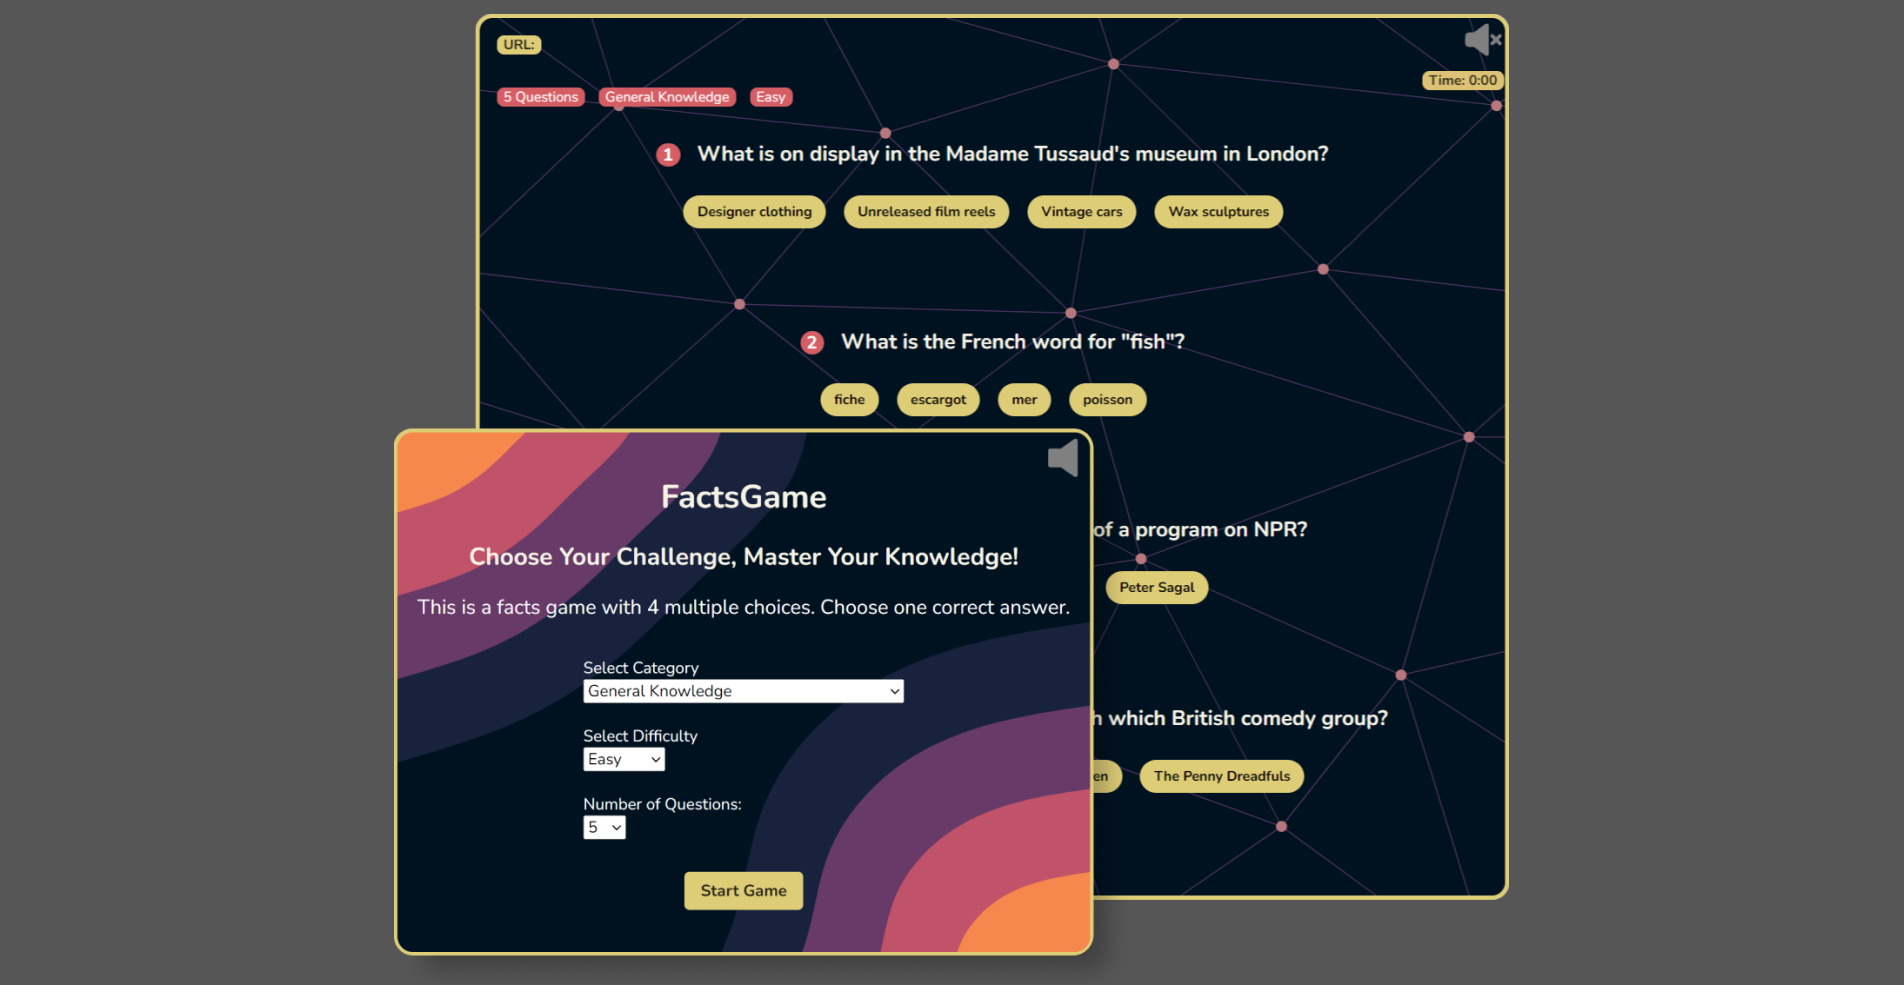 URL:
Time: 0:00
5 Questions General Knowledge Easy
1 What is on display in the Madame Tussaud's museum in London?
Designer clothing Unreleased film reels Vintage cars Wax sculptures
2 What is the French word for "fish"?
fiche escargot mer poisson
of a program on NPR?
Peter Sagal
h which British comedy group?
en The Penny Dreadfuls
FactsGame
Choose Your Challenge, Master Your Knowledge!
This is a facts game with 4 multiple choices. Choose one correct answer.
Select Category
General Knowledge
Select Difficulty
Easy
Number of Questions:
5
Start Game